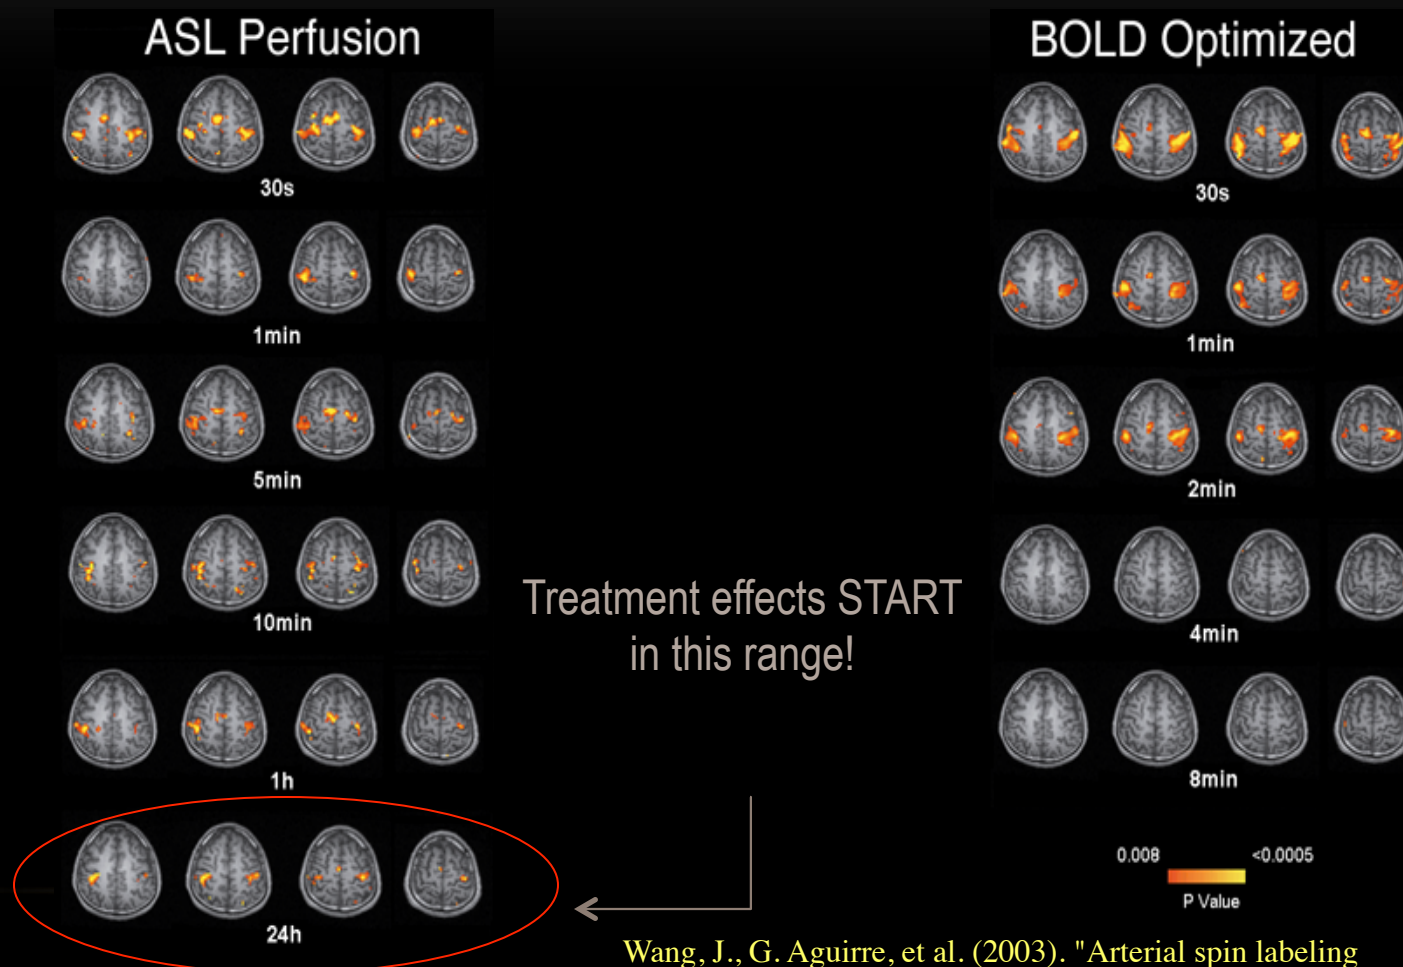 ASL Perfusion
30s
1min
5min
10min
1h
24h
Treatment effects START
in this range!
BOLD Optimized
30s
1min
2min
4min
8min
0.008 <0.0005
P Value
Wang, J., G. Aguirre, et al. (2003). "Arterial spin labeling